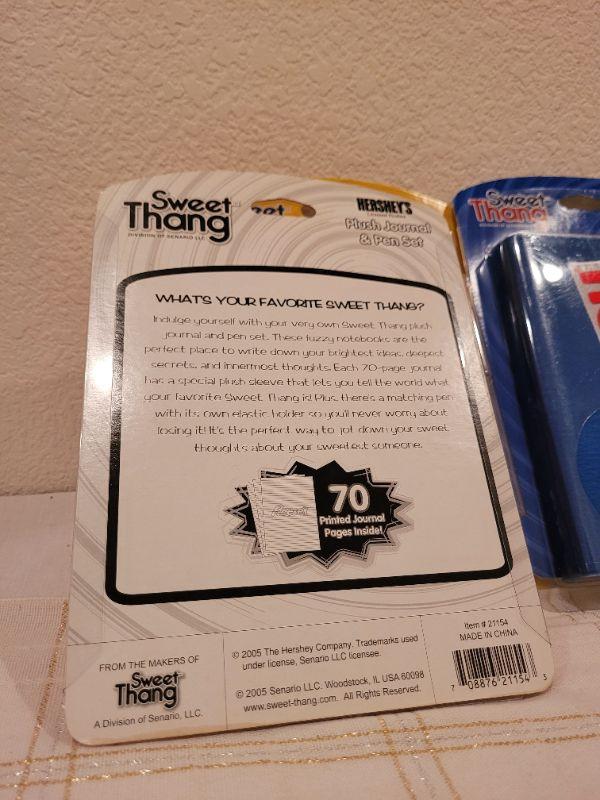 Sweet
Thang
DIVISION OF SENARIO LLC
HERSHEY'S
Plush Journal
& Pen Set
WHAT'S YOUR FAVORITE SWEET THANG?
Indulge yourself with your very own Sweet Thang plush
journal and pen set. These fuzzy notebooks are the
perfect place to write down your brightest ideas, deepest
secrets, and innermost thoughts. Each 70-page journal
has a special plush sleeve that lets you tell the world what
your favorite Sweet Thang is! Plus, there's a matching pen
with its own elastic holder so you'll never worry about
losing it! It's the perfect way to jot down your sweet
thoughts about your sweetest someone.
70
Printed Journal
Pages Inside!
FROM THE MAKERS OF
Sweet
Thang
A Division of Senario, LLC.
© 2005 The Hershey Company. Trademarks used
under license, Senario LLC licensee.
© 2005 Senario LLC. Woodstock, IL USA 60098
www.sweet-thang.com. All Rights Reserved.
Item # 21154
MADE IN CHINA
7 08876 21154 5
Sweet
Thang